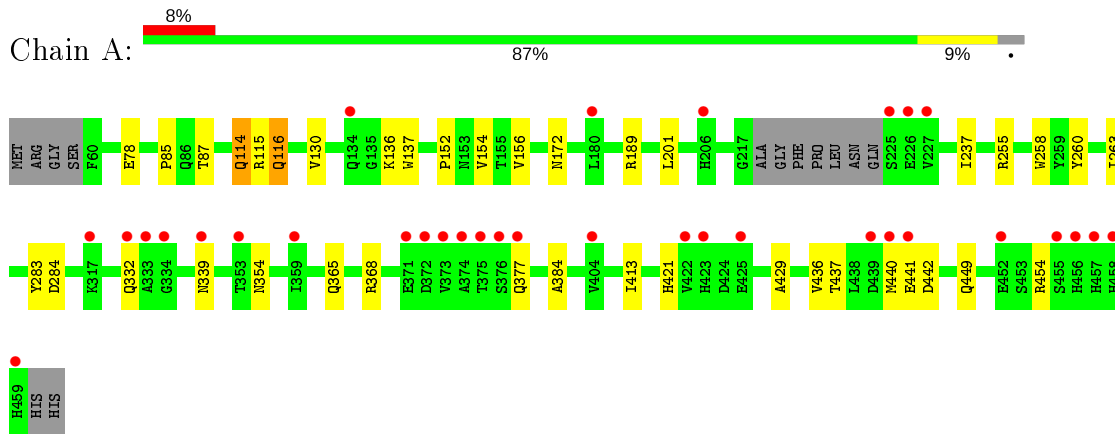 8%
Chain A:
87% 9% •
MET ARG GLY SER F60 E78 P85 Q86 T87 Q114 R115 Q116 V130 Q134 G135 K136 W137 P152 N153 V154 T155 V156 N172 L180 R189 L201 H206 G217 ALA GLY PHE PRO LEU ASN GLN S225 E226 V227 I237 R255 W258 Y259 Y260
Y283 D284 K317 Q332 A333 G334 N339 T353 N354 I359 Q365 R368 E371 D372 V373 A374 T375 S376 Q377 A384 V404 I413 H421 V422 H423 D424 E425 A429 V436 T437 L438 D439 M440 E441 D442 Q449 E452 S453 R454 S455 H456 H457 H458
H459 HIS HIS